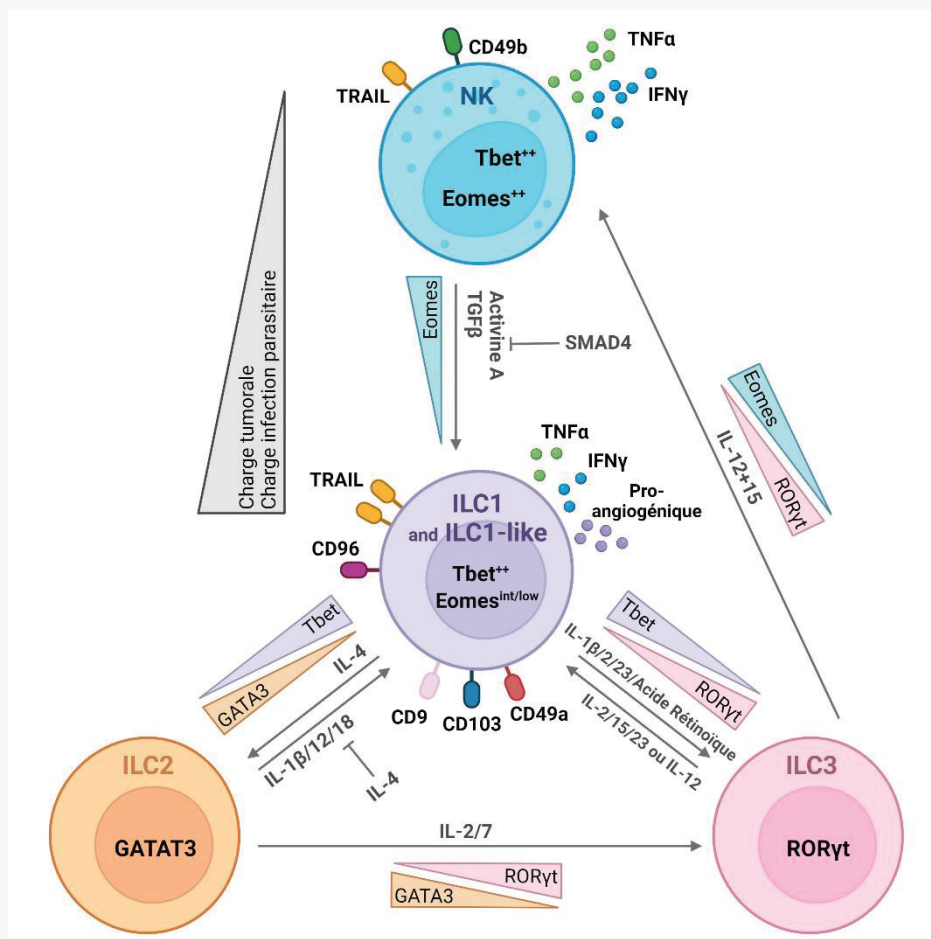 CD49b
TNFα
TRAIL
NK
IFNγ
Tbet++
Eomes++
Charge tumorale
Charge infection parasitaire
Eomes
Activine A
TGFβ
SMAD4
Eomes
RORγt
IL-12+15
TNFα
IFNγ
Pro-
angiogénique
TRAIL
CD96
ILC1
and ILC1-like
Tbet++
Eomesint/low
CD9
CD103
CD49a
Tbet
GATA3
IL-4
IL-1β/12/18
IL-4
Tbet
RORγt
IL-1β/2/23/Acide Rétinoïque
IL-2/15/23 ou IL-12
ILC2
GATAT3
ILC3
RORγt
IL-2/7
RORγt
GATA3